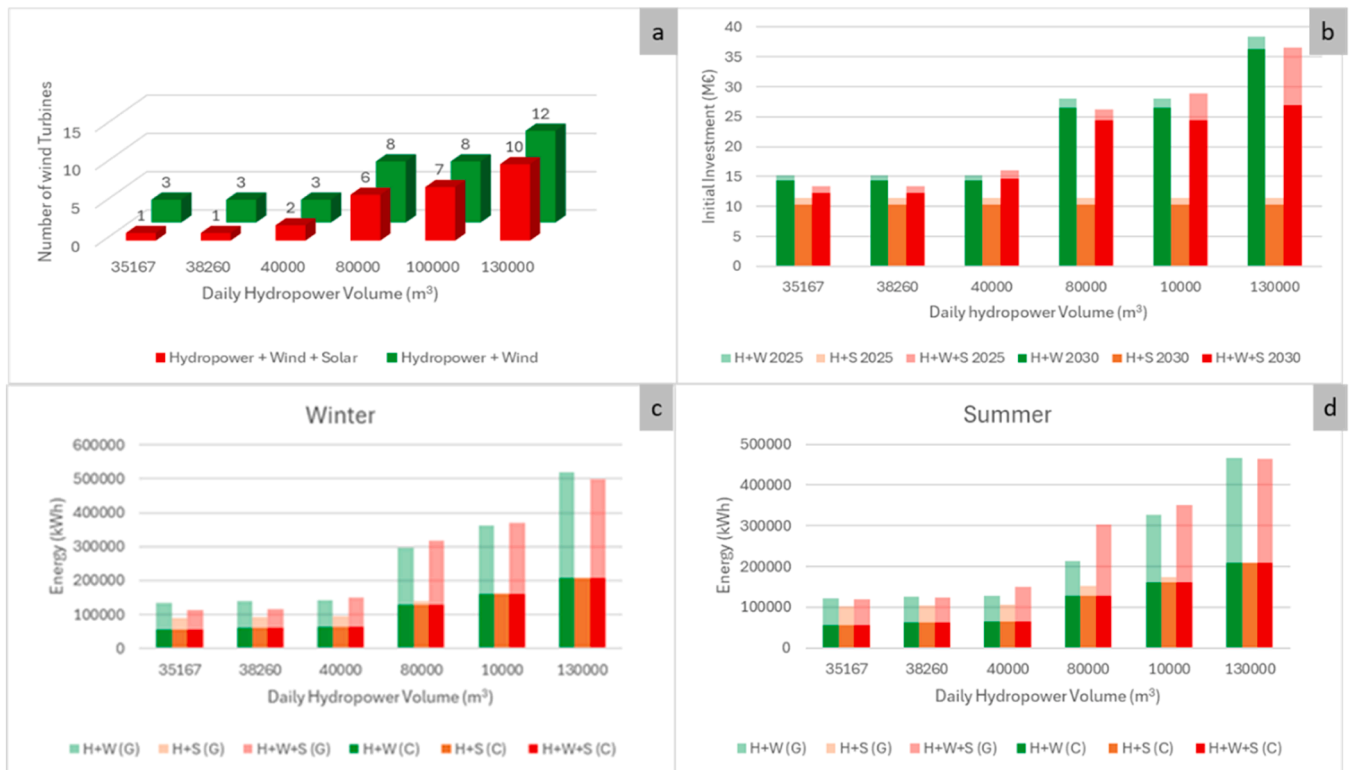 a
Number of wind Turbines
15
10
5
0
3
3
3
8
8
12
1
1
2
6
7
10
35167 38260 40000 80000 100000 130000
Daily Hydropower Volume (m³)
Hydropower + Wind + Solar Hydropower + Wind
b
Initial Investment (M€)
40
35
30
25
20
15
10
5
0
35167 38260 40000 80000 10000 130000
Daily hydropower Volume (m³)
H+W 2025 H+S 2025 H+W+S 2025 H+W 2030 H+S 2030 H+W+S 2030
c
Winter
Energy (kWh)
600000
500000
400000
300000
200000
100000
0
35167 38260 40000 80000 10000 130000
Daily Hydropower Volume (m³)
H+W (G) H+S (G) H+W+S (G) H+W (C) H+S (C) H+W+S (C)
d
Summer
Energy (kWh)
500000
400000
300000
200000
100000
0
35167 38260 40000 80000 10000 130000
Daily Hydropower Volume (m³)
H+W (G) H+S (G) H+W+S (G) H+W (C) H+S (C) H+W+S (C)